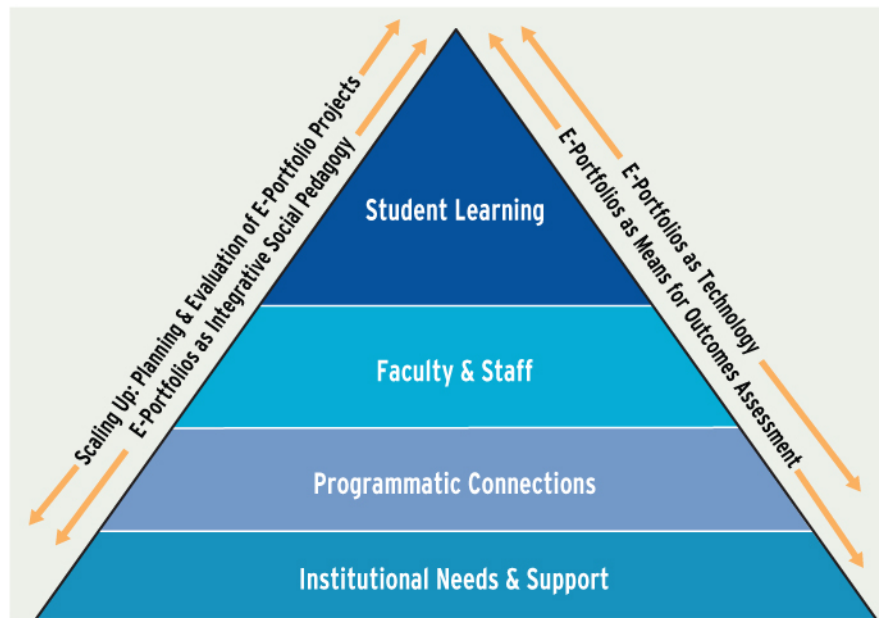 Scaling Up: Planning & Evaluation of E-Portfolio Projects
E-Portfolios as Integrative Social Pedagogy
E-Portfolios as Technology
E-Portfolios as Means for Outcomes Assessment
Student Learning
Faculty & Staff
Programmatic Connections
Institutional Needs & Support